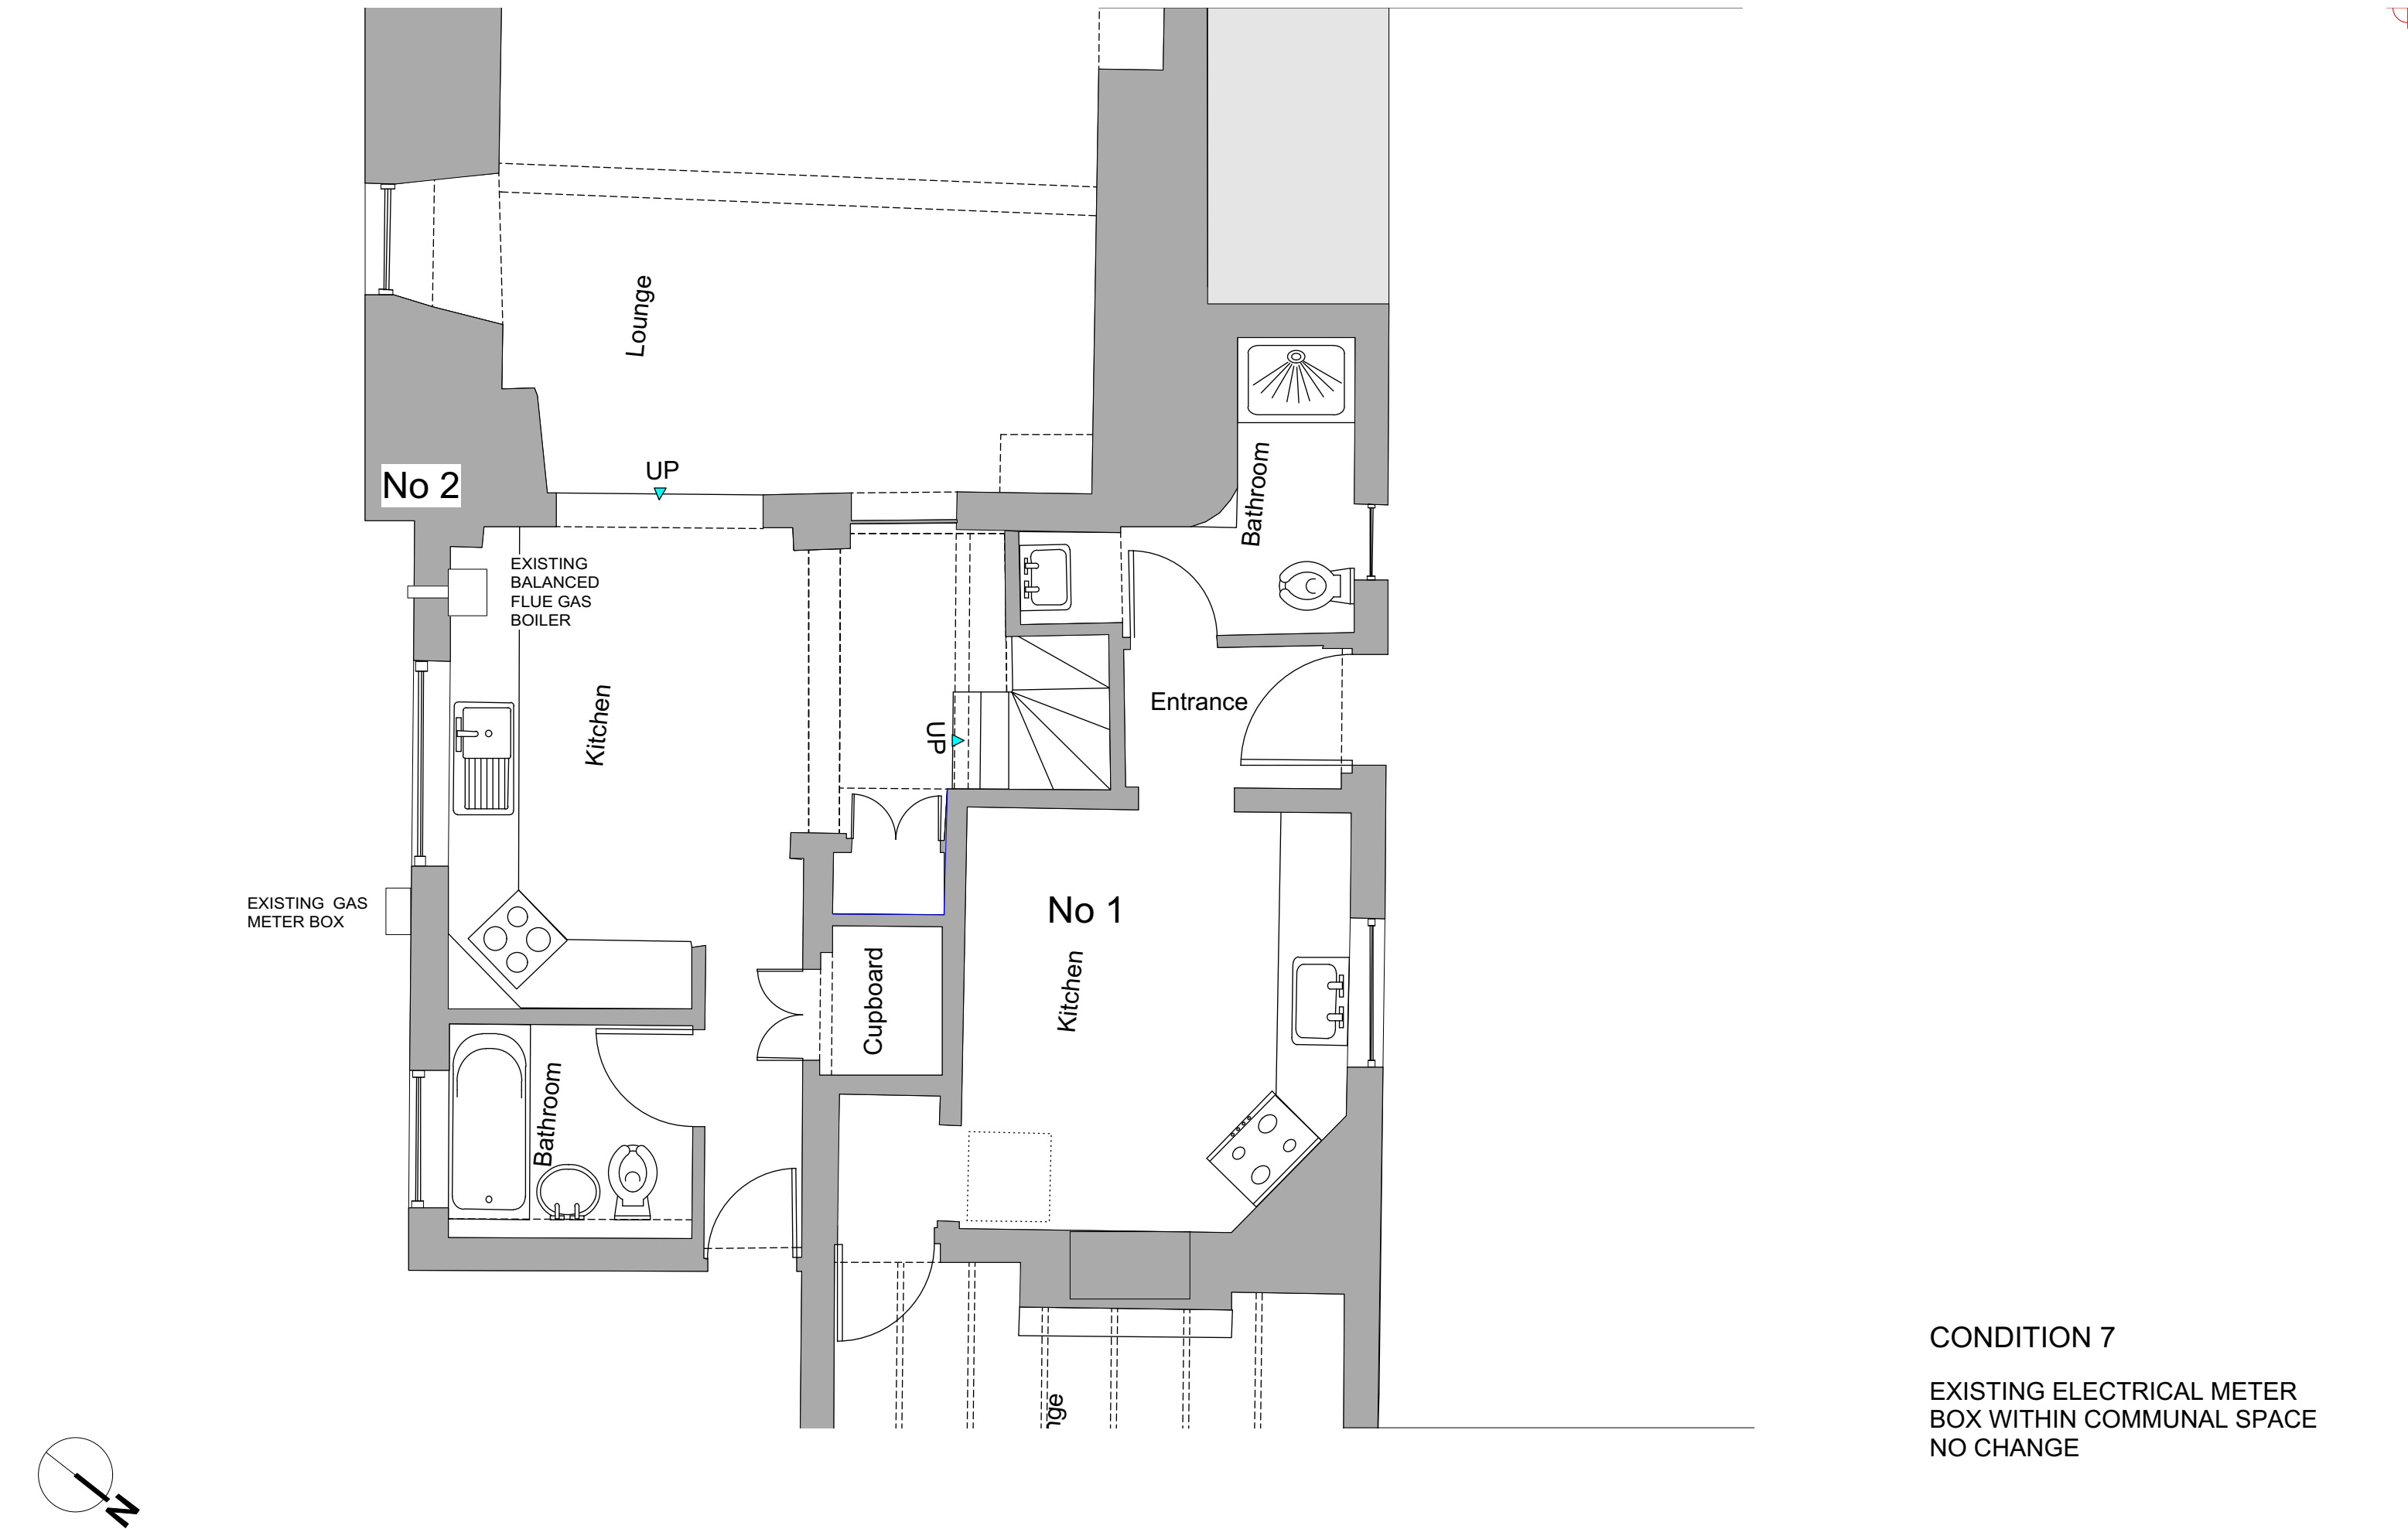 Lounge
UP
No 2
Bathroom
EXISTING
BALANCED
FLUE GAS
BOILER
Kitchen
UP
Entrance
EXISTING GAS
METER BOX
No 1
Cupboard
Kitchen
Bathroom
nge
CONDITION 7
EXISTING ELECTRICAL METER
BOX WITHIN COMMUNAL SPACE
NO CHANGE
N